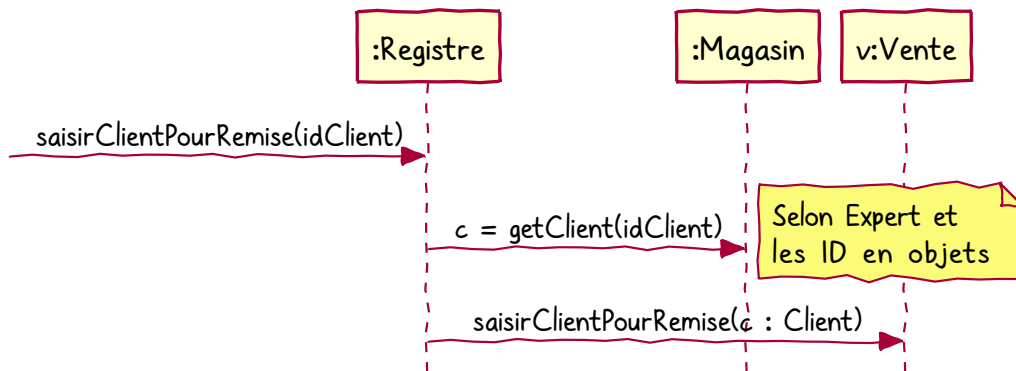 :Registre
:Magasin
v:Vente
saisirClientPourRemise(idClient)
c = getClient(idClient)
Selon Expert et
les ID en objets
saisirClientPourRemise(c : Client)